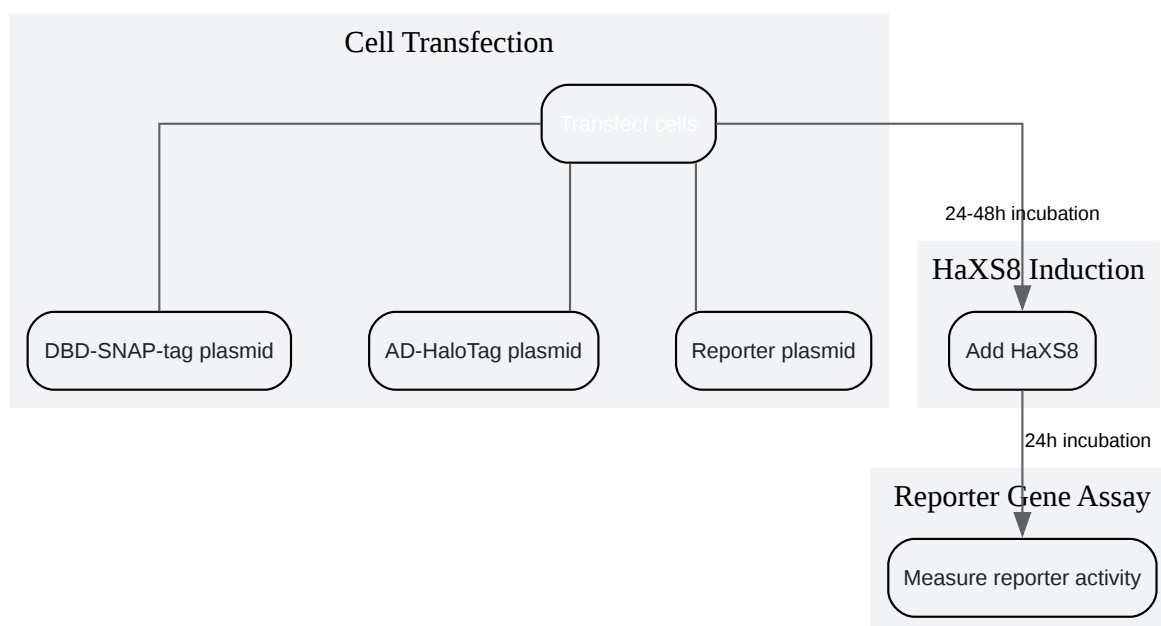 Cell Transfection
Transfect cells
24-48h incubation
HaXS8 Induction
DBD-SNAP-tag plasmid
AD-HaloTag plasmid
Reporter plasmid
Add HaXS8
24h incubation
Reporter Gene Assay
Measure reporter activity